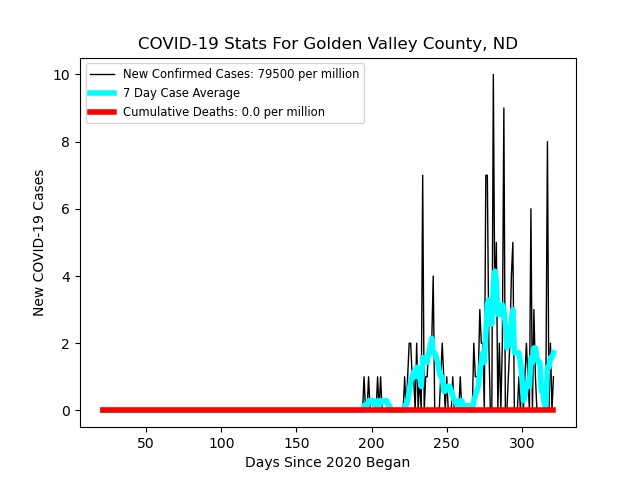 COVID-19 Stats For Golden Valley County, ND
New Confirmed Cases: 79500 per million
7 Day Case Average
Cumulative Deaths: 0.0 per million
New COVID-19 Cases
10
8
6
4
2
0
50 100 150 200 250 300
Days Since 2020 Began